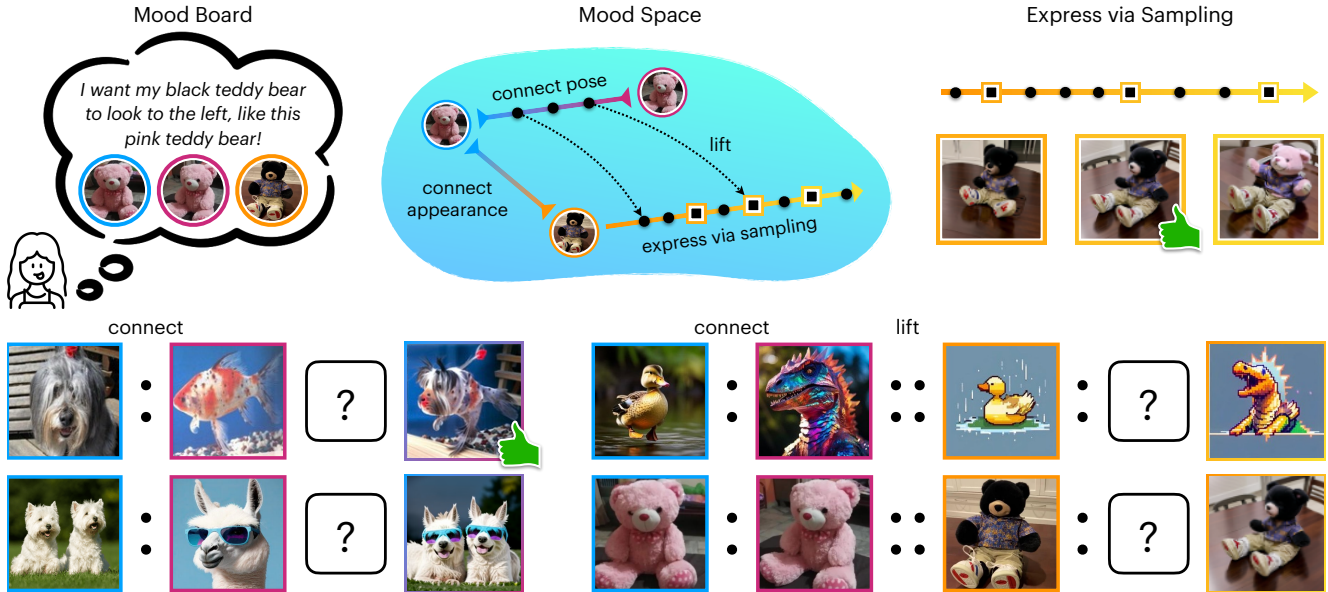 Mood Board
Mood Space
Express via Sampling
I want my black teddy bear
to look to the left, like this
pink teddy bear!
connect pose
lift
connect
appearance
express via sampling
connect
connect
lift
?
?
?
?